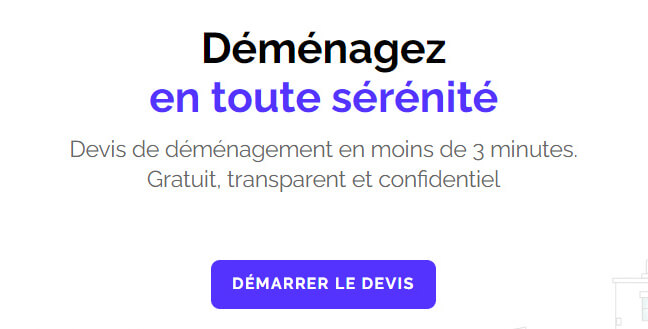 Déménagez
en toute sérénité
Devis de déménagement en moins de 3 minutes.
Gratuit, transparent et confidentiel
DÉMARRER LE DEVIS